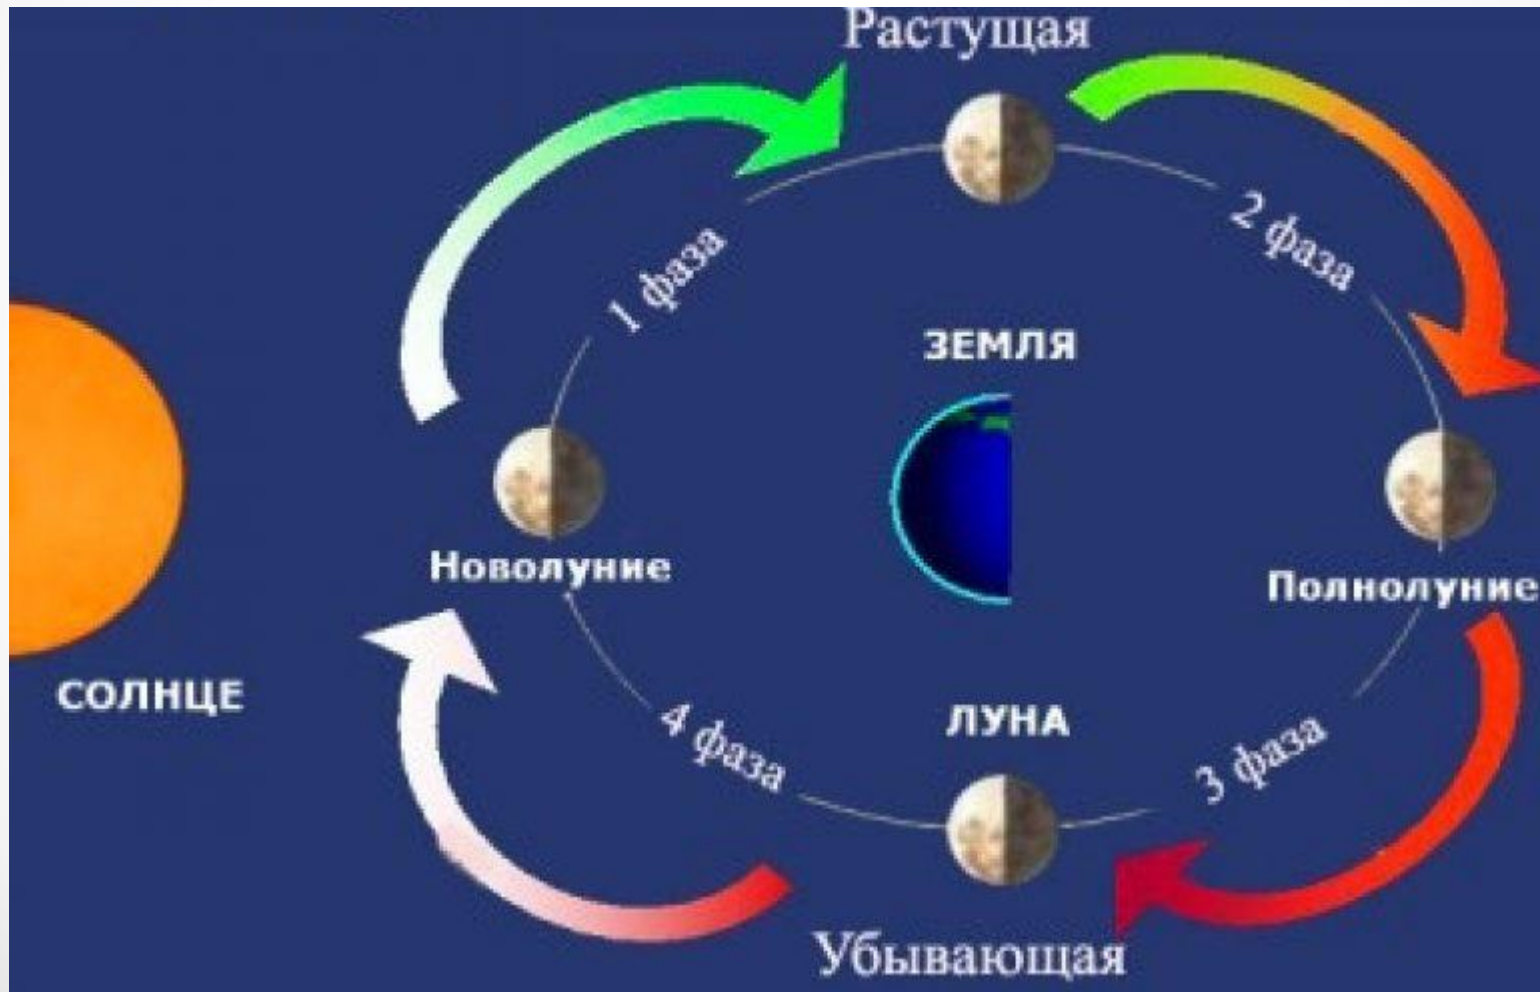 Растущая
1 фаза
2 фаза
ЗЕМЛЯ
Новолуние
Полнолуние
СОЛНЦЕ
ЛУНА
4 фаза
3 фаза
Убывающая